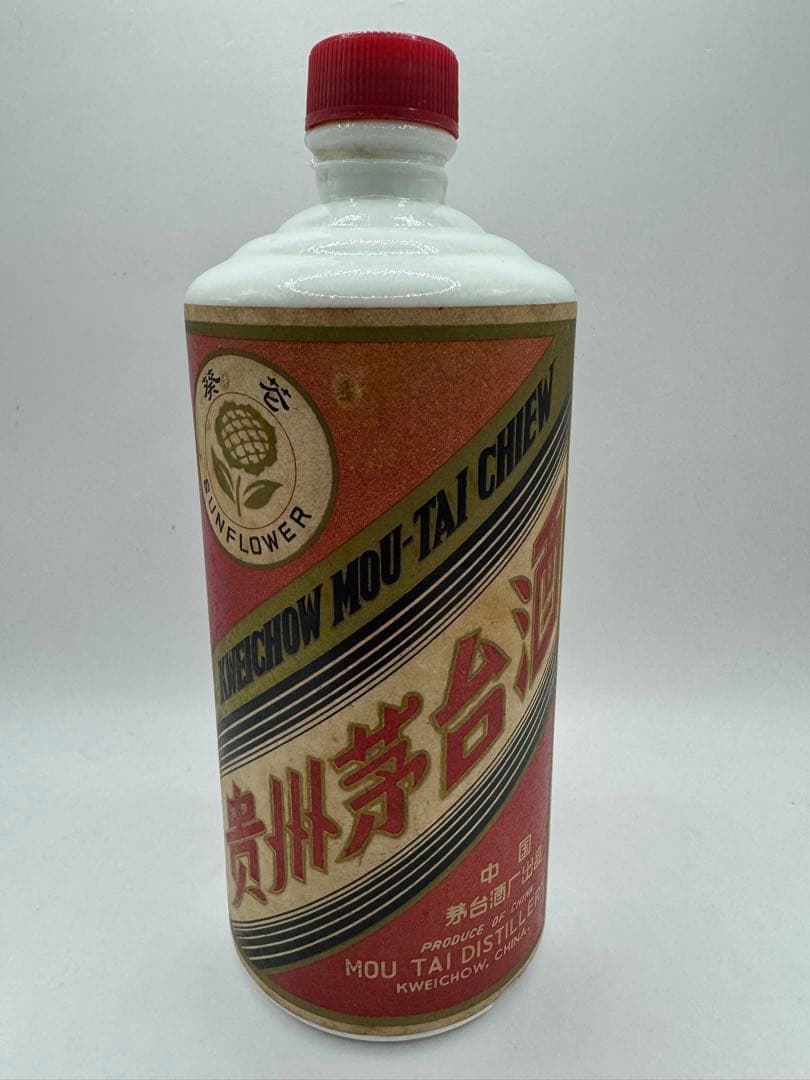 葵花
SUNFLOWER
KWEICHOW MOU-TAI CHIEW
贵州茅台酒
中国
茅台酒厂出品
PRODUCE OF CHINA
MOU TAI DISTILLERY
KWEICHOW, CHINA.